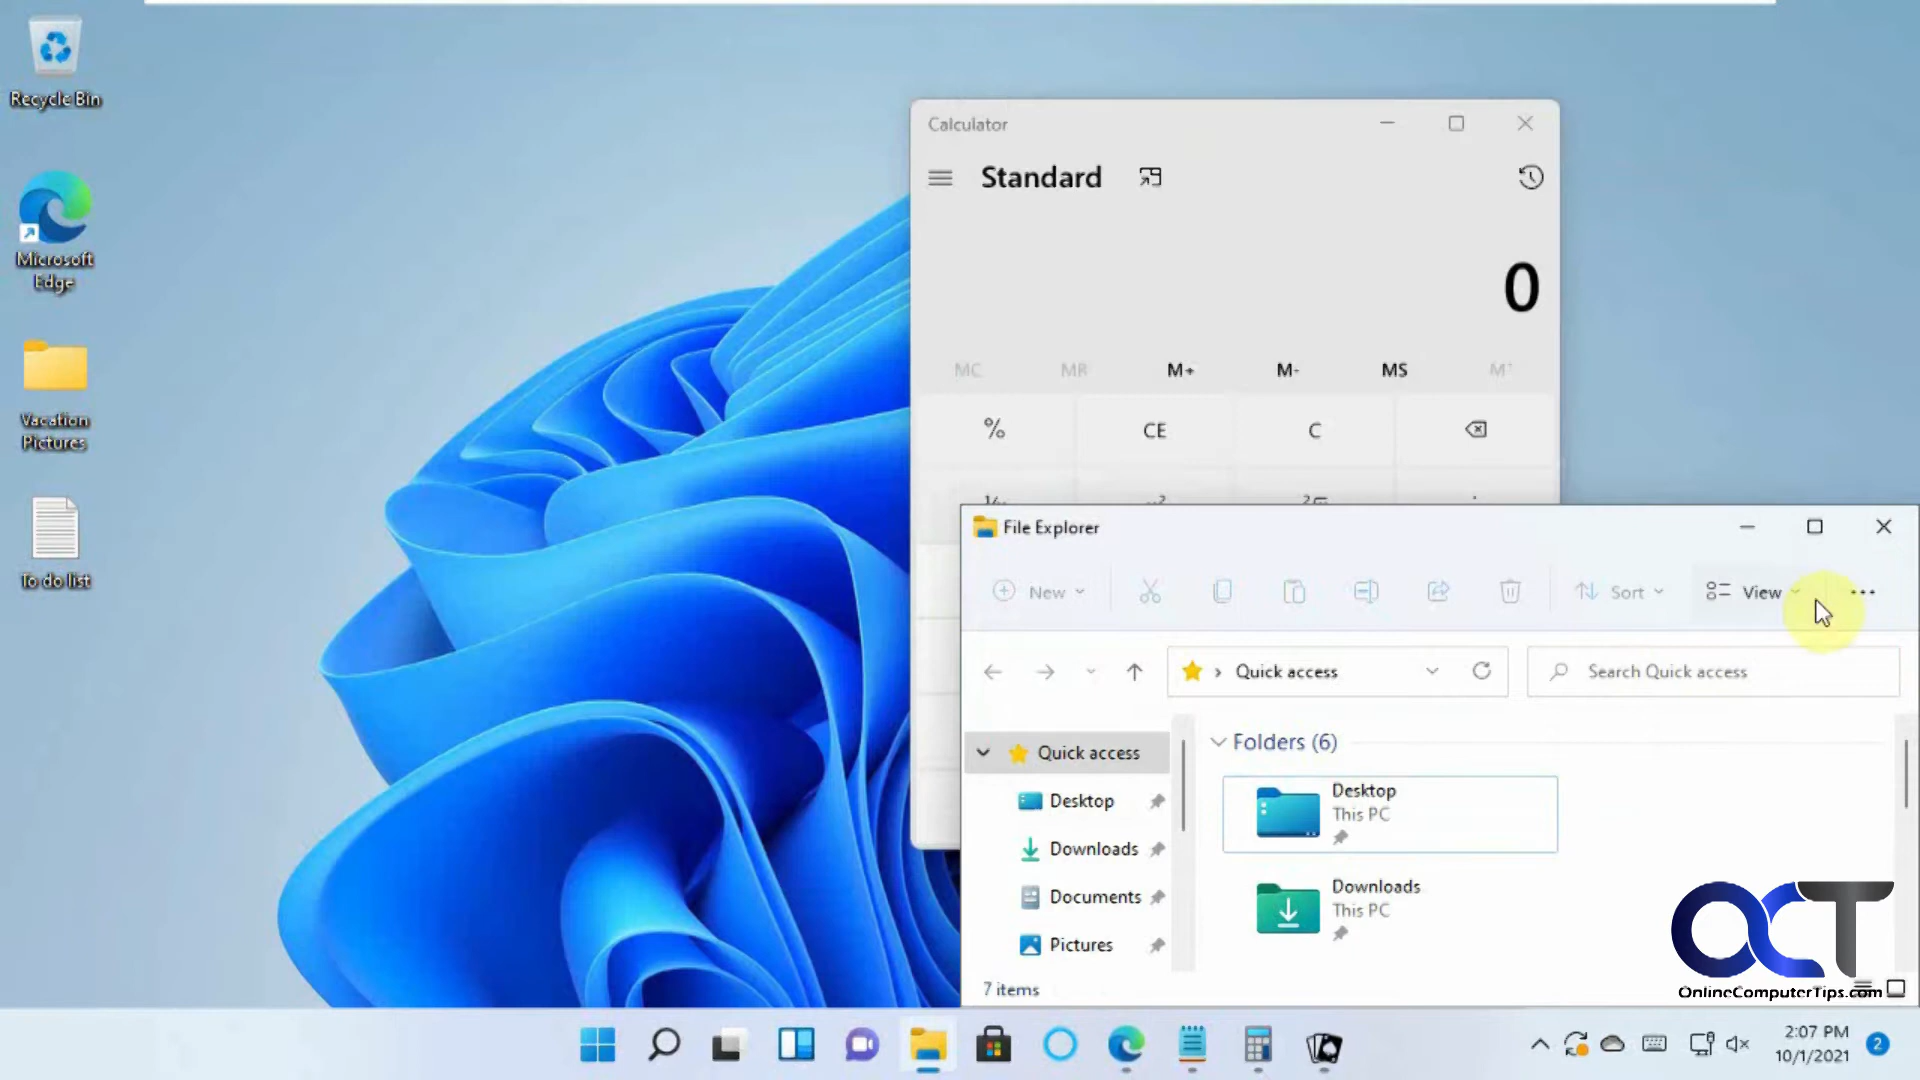 Recycle Bin
Microsoft
Edge
Vacation
Pictures
To do list
Calculator
Standard
0
MC MR M+ M- MS
% CE C
File Explorer
New Sort View
Quick access
Search Quick access
Quick access
Desktop
Downloads
Documents
Pictures
Folders (6)
Desktop
This PC
Downloads
This PC
7 items
OCT
OnlineComputerTips.com
2:07 PM
10/1/2021
2